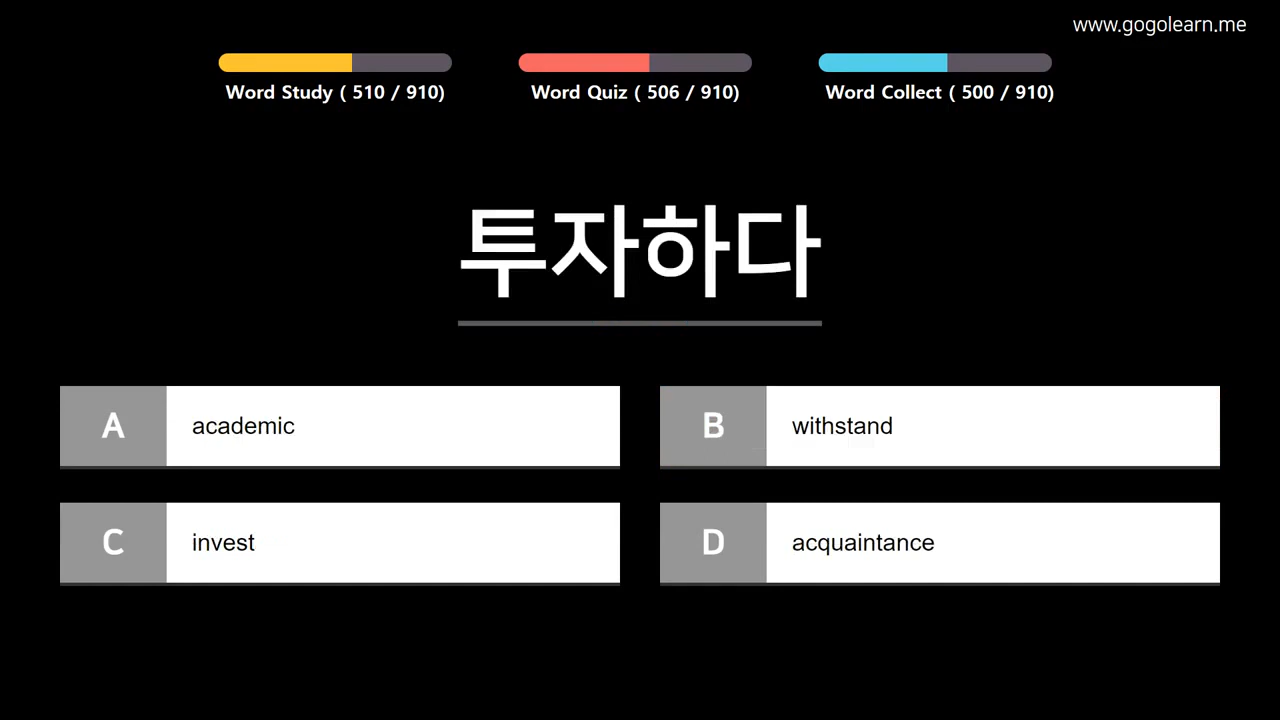 www.gogolearn.me
Word Study ( 510 / 910)
Word Quiz ( 506 / 910)
Word Collect ( 500 / 910)
투자하다
A academic
B withstand
C invest
D acquaintance